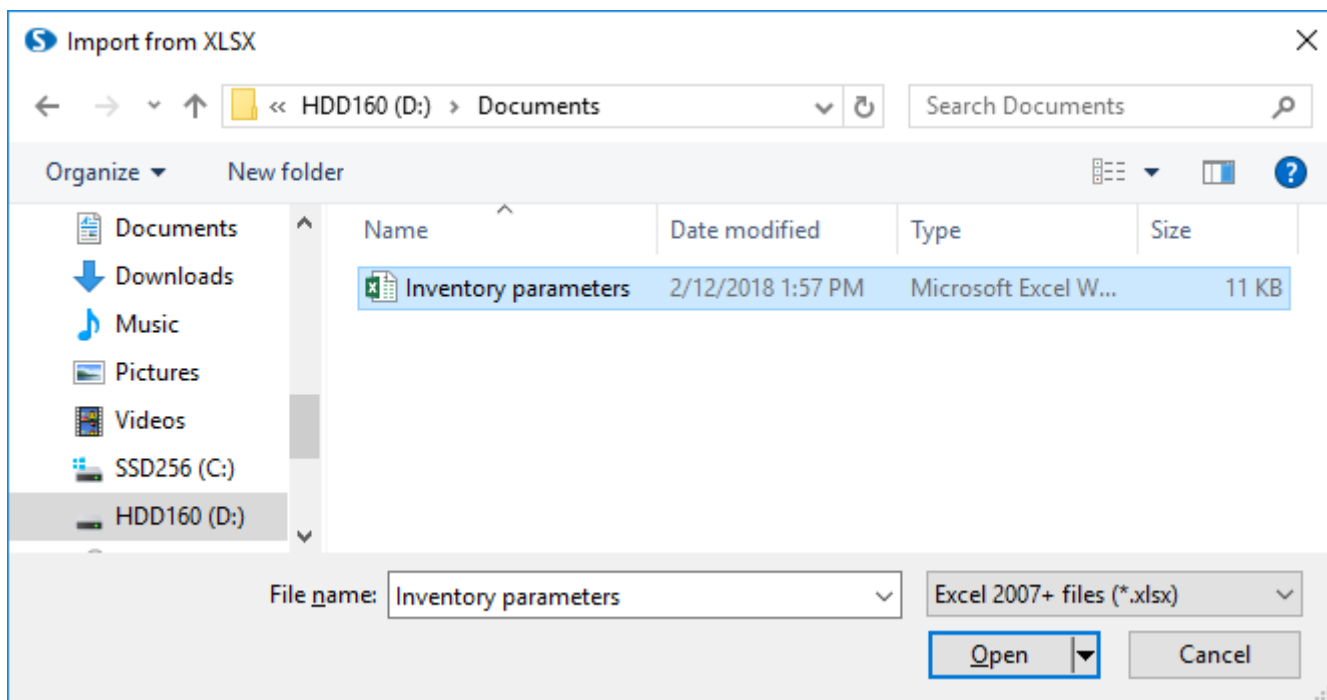 Import from XLSX
« HDD160 (D:) › Documents
Search Documents
Organize
New folder
Name Date modified Type Size
Documents
Inventory parameters 2/12/2018 1:57 PM Microsoft Excel W... 11 KB
Downloads
Music
Pictures
Videos
SSD256 (C:)
HDD160 (D:)
File name: Inventory parameters
Excel 2007+ files (*.xlsx)
Open
Cancel